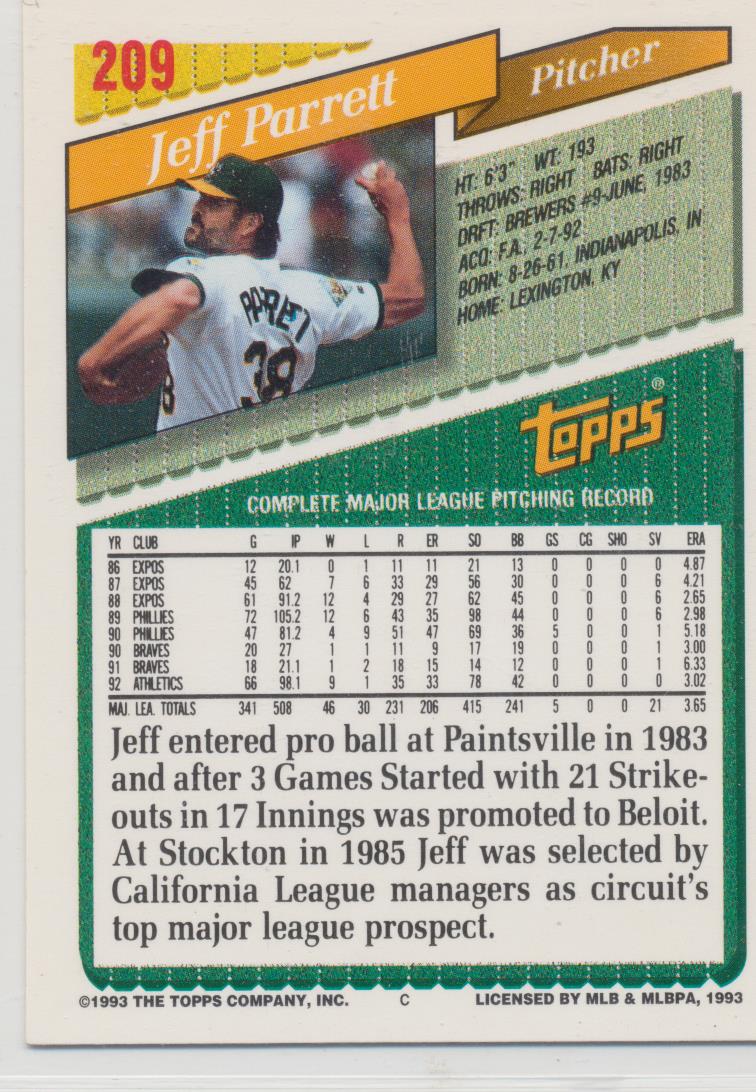 209
Jeff Parrett
Pitcher
HT: 6'3" WT: 193
THROWS: RIGHT BATS: RIGHT
DRFT: BREWERS #9-JUNE, 1983
ACQ: F.A., 2-7-92
BORN: 8-26-61, INDIANAPOLIS, IN
HOME: LEXINGTON, KY
PARRETT
38
topps®
COMPLETE MAJOR LEAGUE PITCHING RECORD
YR CLUB G IP W L R ER SO BB GS CG SHO SV ERA
86 EXPOS 12 20.1 0 1 11 11 21 13 0 0 0 0 4.87
87 EXPOS 45 62 7 6 33 29 56 30 0 0 0 6 4.21
88 EXPOS 61 91.2 12 4 29 27 62 45 0 0 0 6 2.65
89 PHILLIES 72 105.2 12 6 43 35 98 44 0 0 0 6 2.98
90 PHILLIES 47 81.2 4 9 51 47 69 36 5 0 0 1 5.18
90 BRAVES 20 27 1 1 11 9 17 19 0 0 0 1 3.00
91 BRAVES 18 21.1 1 2 18 15 14 12 0 0 0 1 6.33
92 ATHLETICS 66 98.1 9 1 35 33 78 42 0 0 0 0 3.02
MAJ. LEA. TOTALS 341 508 46 30 231 206 415 241 5 0 0 21 3.65
Jeff entered pro ball at Paintsville in 1983
and after 3 Games Started with 21 Strike-
outs in 17 Innings was promoted to Beloit.
At Stockton in 1985 Jeff was selected by
California League managers as circuit's
top major league prospect.
©1993 THE TOPPS COMPANY, INC. C LICENSED BY MLB & MLBPA, 1993